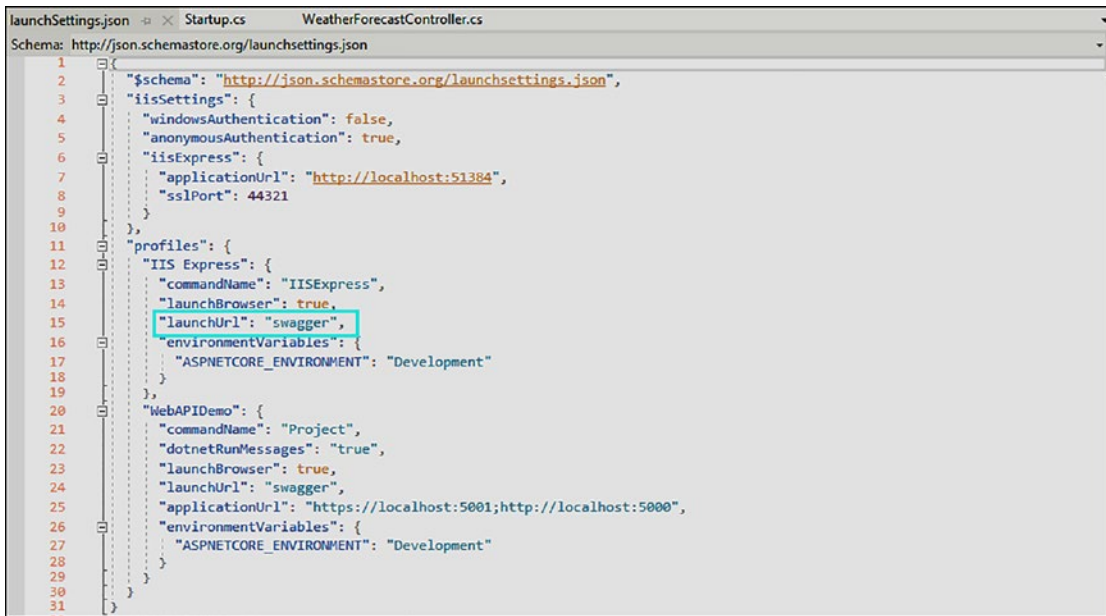 launchSettings.json Startup.cs WeatherForecastController.cs
Schema: http://json.schemastore.org/launchsettings.json
1 {
2 "$schema": "http://json.schemastore.org/launchsettings.json",
3 "iisSettings": {
4 "windowsAuthentication": false,
5 "anonymousAuthentication": true,
6 "iisExpress": {
7 "applicationUrl": "http://localhost:51384",
8 "sslPort": 44321
9 }
10 },
11 "profiles": {
12 "IIS Express": {
13 "commandName": "IISExpress",
14 "launchBrowser": true,
15 "launchUrl": "swagger",
16 "environmentVariables": {
17 "ASPNETCORE_ENVIRONMENT": "Development"
18 }
19 },
20 "WebAPIDemo": {
21 "commandName": "Project",
22 "dotnetRunMessages": "true",
23 "launchBrowser": true,
24 "launchUrl": "swagger",
25 "applicationUrl": "https://localhost:5001;http://localhost:5000",
26 "environmentVariables": {
27 "ASPNETCORE_ENVIRONMENT": "Development"
28 }
29 }
30 }
31 }